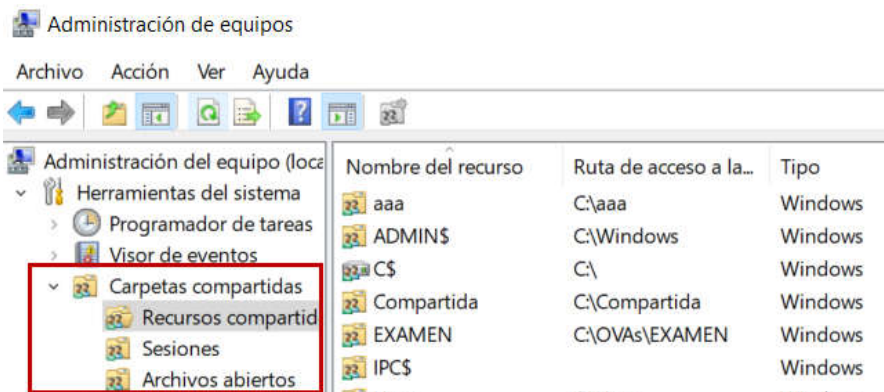 Administración de equipos
Archivo Acción Ver Ayuda
Administración del equipo (loca
Herramientas del sistema
Programador de tareas
Visor de eventos
Carpetas compartidas
Recursos compartid
Sesiones
Archivos abiertos
Nombre del recurso Ruta de acceso a la... Tipo
aaa C:\aaa Windows
ADMIN$ C:\Windows Windows
C$ C:\ Windows
Compartida C:\Compartida Windows
EXAMEN C:\OVAs\EXAMEN Windows
IPC$ Windows